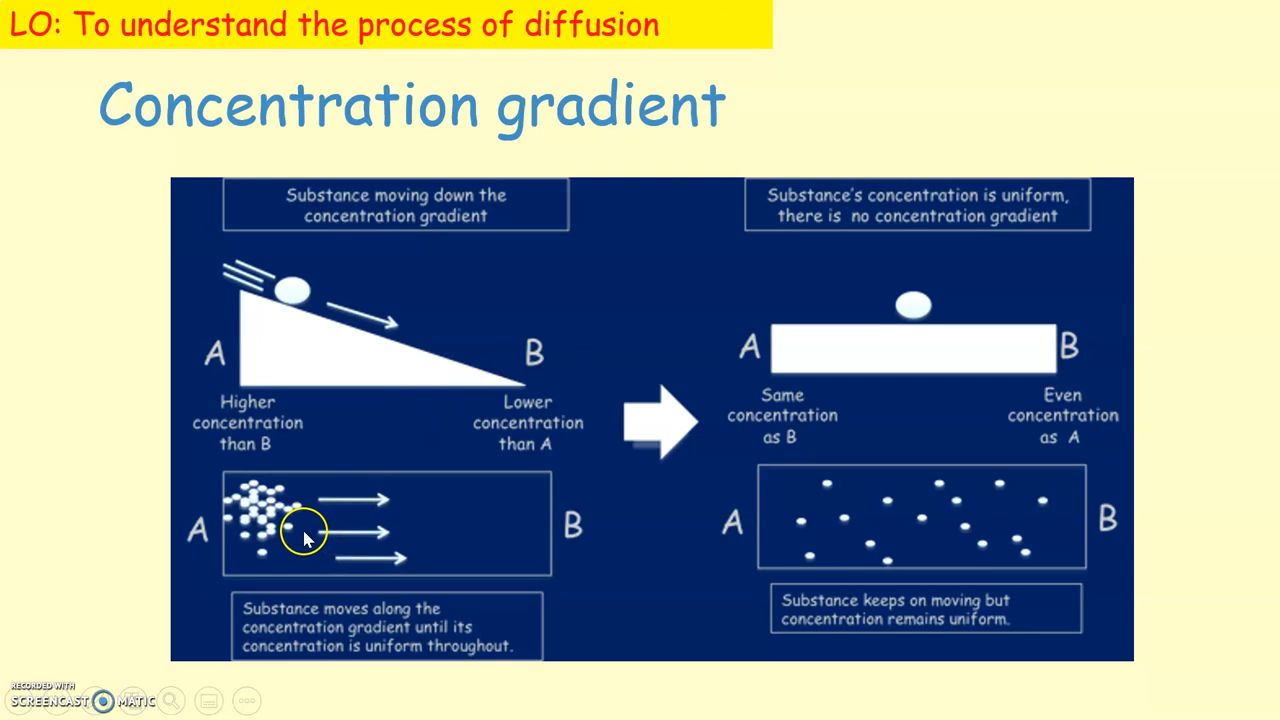 LO: To understand the process of diffusion
Concentration gradient
Substance moving down the
concentration gradient
Substance's concentration is uniform,
there is no concentration gradient
A
B
A
B
Higher
concentration
than B
Lower
concentration
than A
Same
concentration
as B
Even
concentration
as A
A
B
A
B
Substance moves along the
concentration gradient until its
concentration is uniform throughout.
Substance keeps on moving but
concentration remains uniform.
RECORDED WITH
SCREENCAST MATIC